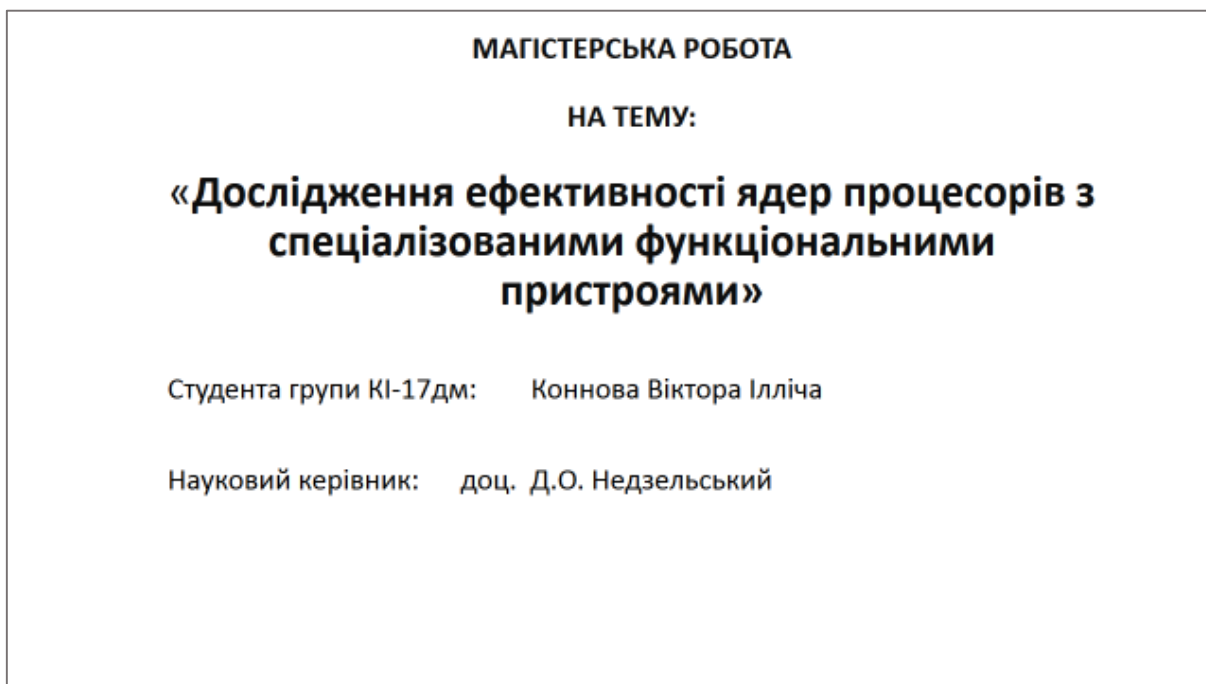 МАГІСТЕРСЬКА РОБОТА
НА ТЕМУ:
«Дослідження ефективності ядер процесорів з
спеціалізованими функціональними
пристроями»
Студента групи КІ-17дм: Коннова Віктора Ілліча
Науковий керівник: доц. Д.О. Недзельський